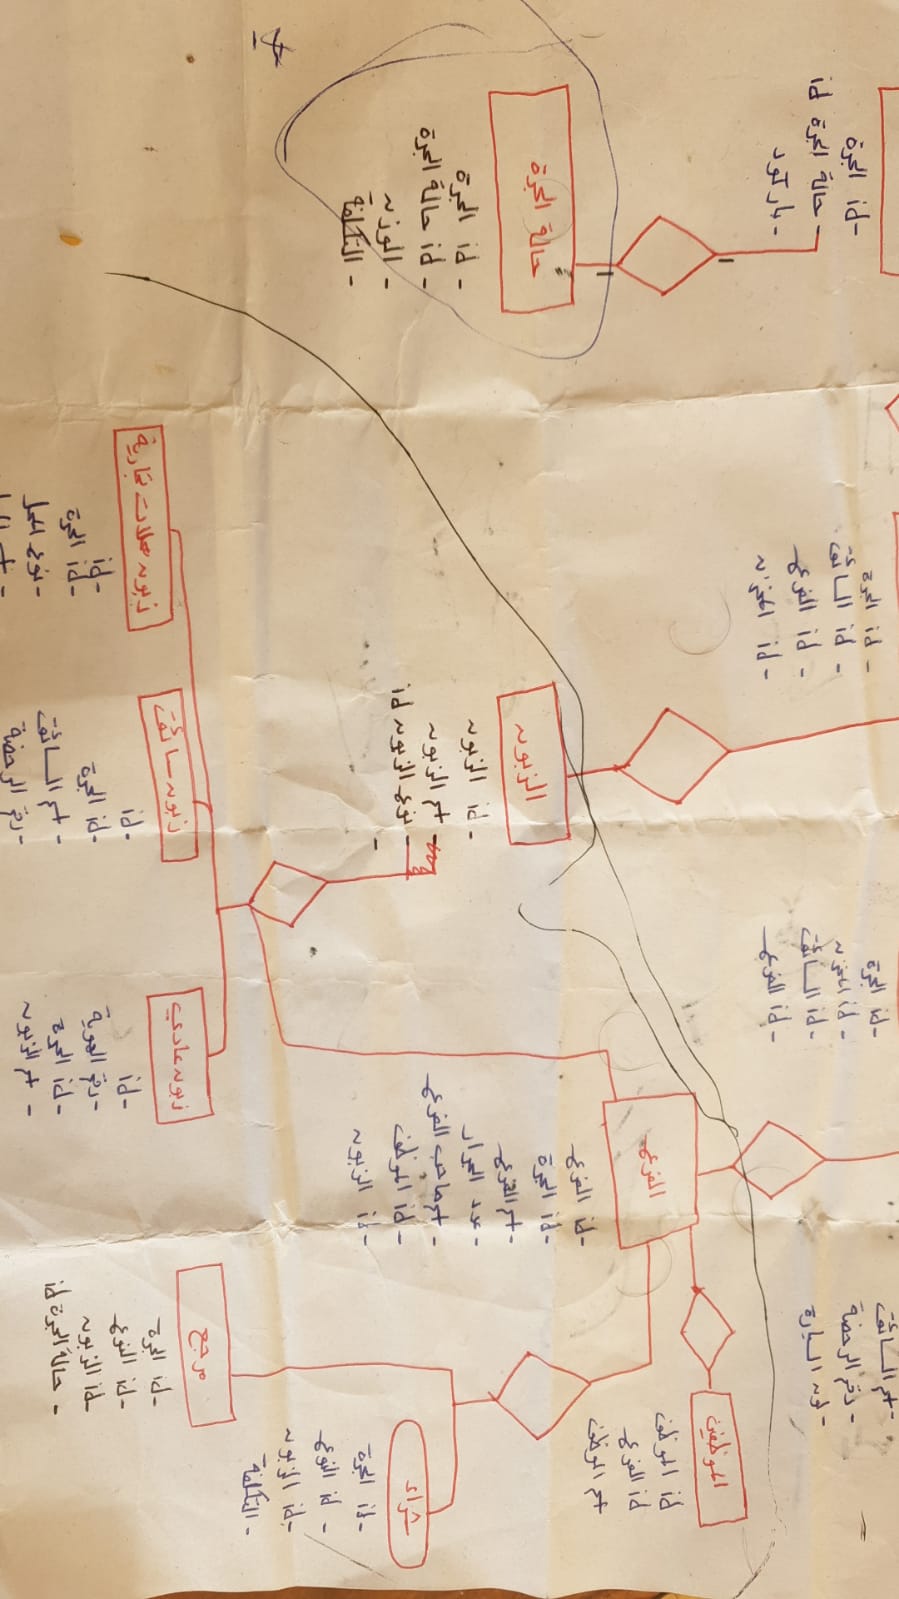 - id الجرة
- حالة الجرة id
- باركود
- id الجرة
- id السائق
- id الفرع
- id المخزن
- id الجرة
- id المخزن
- id السائق
- id الفرع
- اسم السائق
- رقم الرخصة
- لون السيارة
الموظفين
id الموظف
id الفرع
اسم الموظف
الفرع
- id الفرع
- id الجرة
- اسم الفرع
- عدد الجرار
- اسم صاحب الفرع
- id الموظف
- id الزبون
حالة الجرة
- id الجرة
- id حالة الجرة
- الوزن
- التكلفة
الزبون
- id الزبون
- اسم الزبون
- نوع الزبون id
-
شراء
- id الجرة
- id النوع
- id الزبون
- التكلفة
مرجع
- id الجرة
- id النوع
- id الزبون
- حالة الجرة id
زبون عادي
- id
- رقم الهوية
- id الجرة
- اسم الزبون
زبون سائق
- id
- id الجرة
- اسم السائق
- رقم الرخصة
زبون محلات تجارية
- id
- id الجرة
- نوع المحل